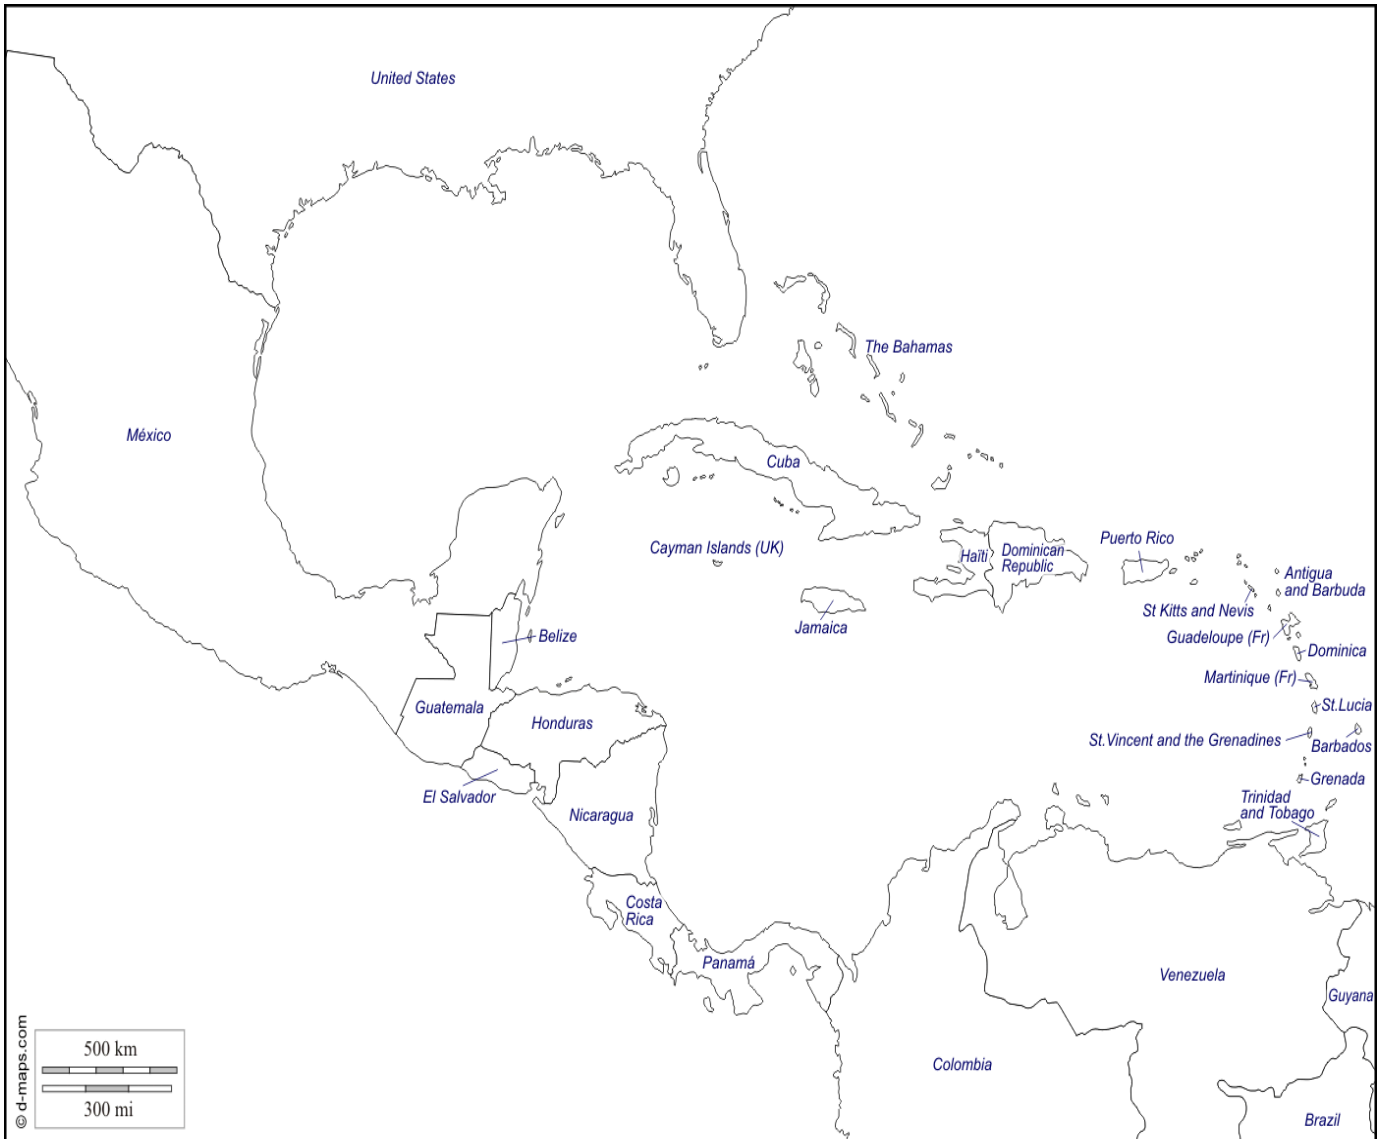 United States
The Bahamas
México
Cuba
Cayman Islands (UK)
Haïti
Dominican
Republic
Puerto Rico
Antigua
and Barbuda
St Kitts and Nevis
Jamaica
Belize
Guadeloupe (Fr)
Dominica
Martinique (Fr)
Guatemala
Honduras
St.Lucia
St.Vincent and the Grenadines
Barbados
Grenada
El Salvador
Nicaragua
Trinidad
and Tobago
Costa
Rica
Panamá
Venezuela
Guyana
Colombia
Brazil
500 km
300 mi
© d-maps.com